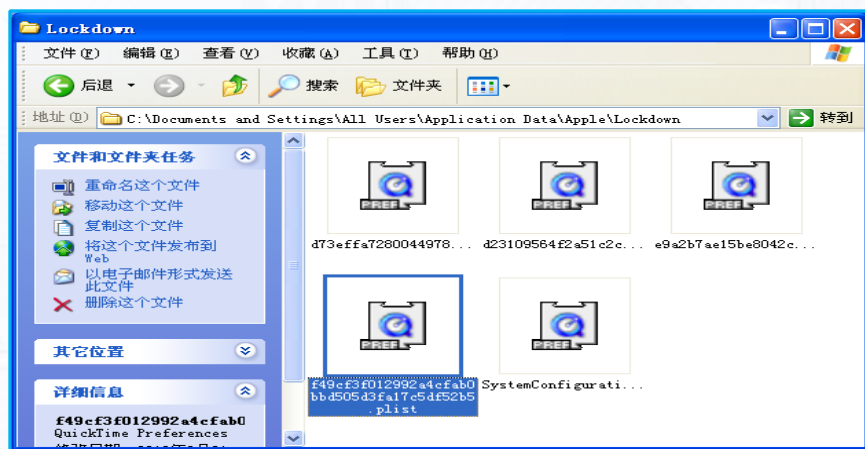 Lockdown
文件(F) 编辑(E) 查看(V) 收藏(A) 工具(T) 帮助(H)
后退 搜索 文件夹
地址(D) C:\Documents and Settings\All Users\Application Data\Apple\Lockdown 转到
文件和文件夹任务
重命名这个文件
移动这个文件
复制这个文件
将这个文件发布到
Web
以电子邮件形式发送
此文件
删除这个文件
其它位置
详细信息
f49cf3f012992a4cfab0
QuickTime Preferences
PREFS
d73effa7280044978...
PREFS
d23109564f2a51c2c...
PREFS
e9a2b7ae15be8042c...
PREFS
f49cf3f012992a4cfab0
bbd505d3fa17c5df52b5
.plist
PREFS
SystemConfigurati...